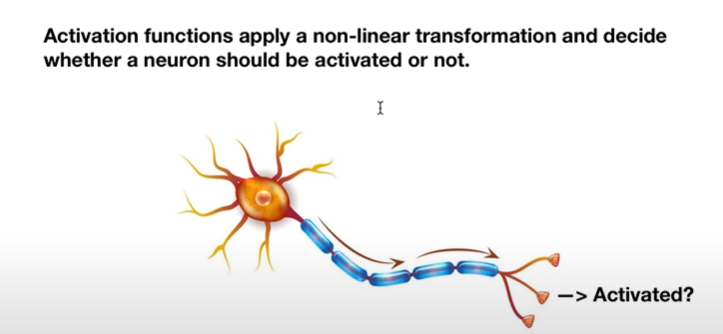 Activation functions apply a non-linear transformation and decide
whether a neuron should be activated or not.
—> Activated?